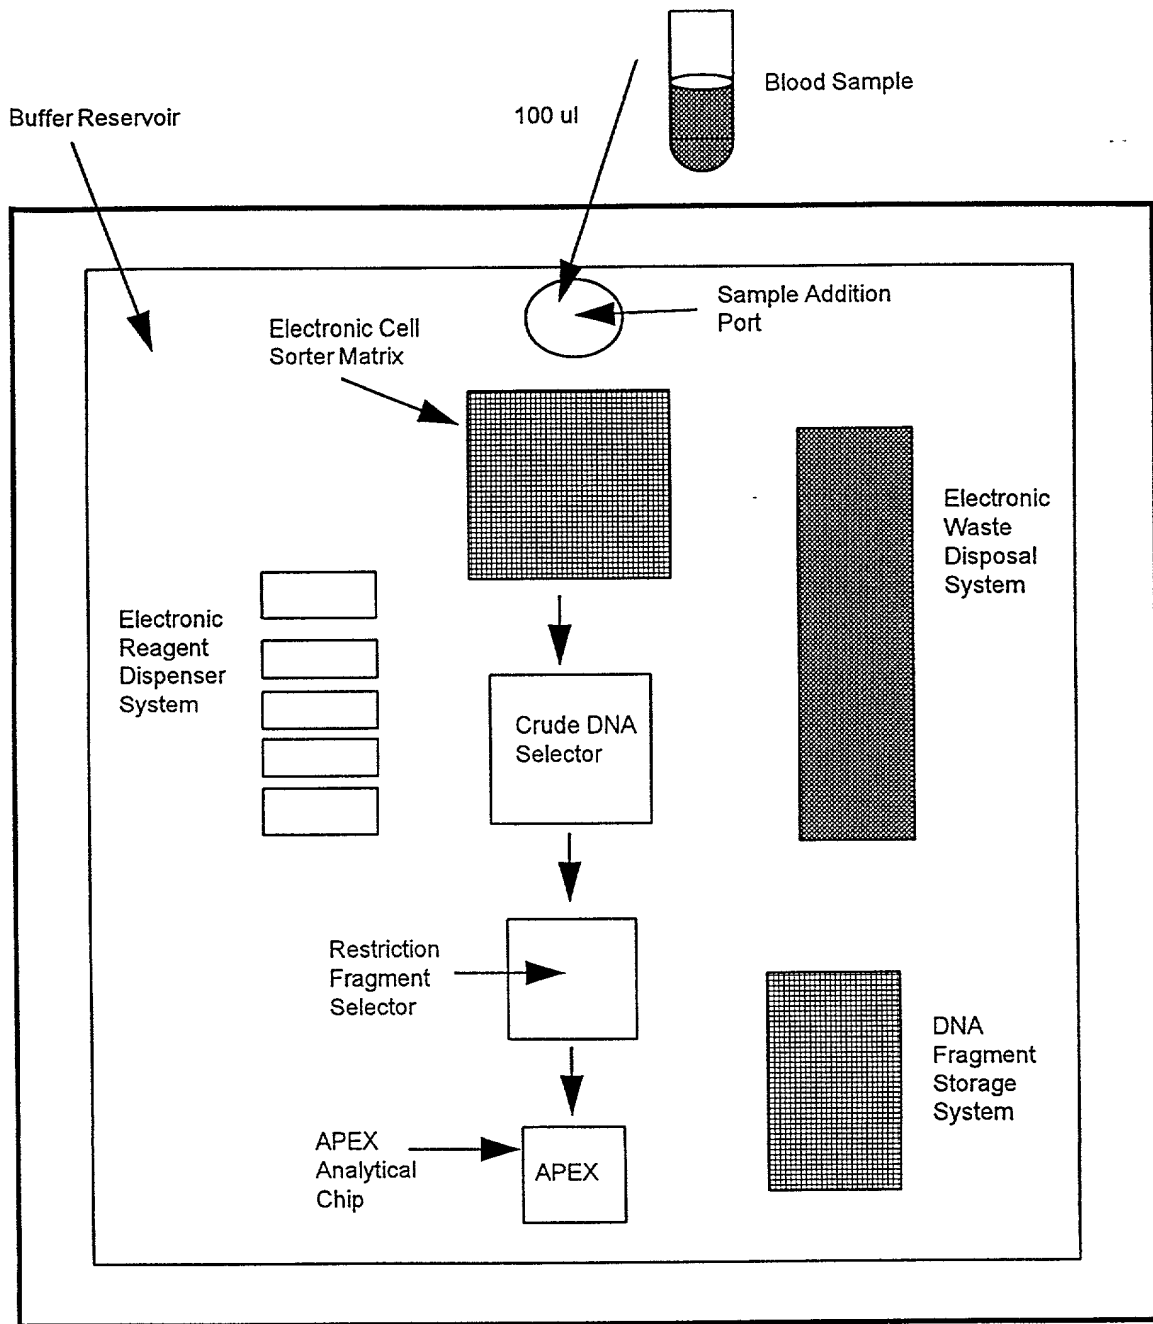 Blood Sample
Buffer Reservoir
100 ul
Sample Addition
Port
Electronic Cell
Sorter Matrix
Electronic
Waste
Disposal
System
Electronic
Reagent
Dispenser
System
Crude DNA
Selector
Restriction
Fragment
Selector
DNA
Fragment
Storage
System
APEX
Analytical
Chip
APEX